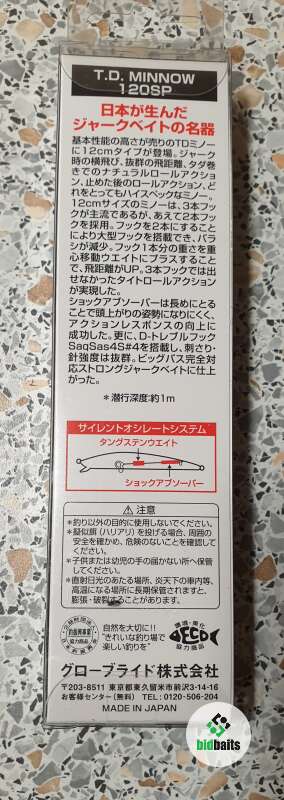 T.D. MINNOW
120SP
日本が生んだ
ジャークベイトの名器
基本性能の高さが売りのTDミノー
に12cmタイプが登場。ジャーク
時の横飛び、抜群の飛距離、タダ巻
きでのナチュラルロールアクショ
ン、止めた後のロールアクション、ど
れをとってもハイスペックなミノー。
12cmサイズのミノーは、3本フッ
クが主流であるが、あえて2本フッ
クを採用。フックを2本にすること
により大型フックを搭載でき、バラ
シが減少。フック1本分の重さを重
心移動ウエイトにプラスすること
で、飛距離がUP。3本フックでは出
せなかったタイトロールアクション
が実現した。
ショックアブソーバーは長めにとる
ことで頭上がりの姿勢になりにくく、
アクションレスポンスの向上に
成功した。更に、D-トレブルフック
SaqSas4S#4を搭載し、刺さり・
針強度は抜群。ビッグバス完全対
応ストロングジャークベイトに仕上
がった。
*潜行深度:約1m
サイレントオシレートシステム
タングステンウエイト
ショックアブソーバー
⚠ 注意
*釣り以外の目的に使用しないでください。
*擬似餌(ハリアリ)を投げる場合、周囲の
安全を確かめ、危険のないことを確認して
ください。
*子供または幼児の手の届かない所へ保管
してください。
*直射日光のあたる場所、炎天下の車内等、
高温になる場所に長期保管されますと、
膨張・破裂することがあります。
自然を大切に!!
"きれいな釣り場で
楽しい釣りを"
環境・美化
協力商品
グローブライド株式会社
〒203-8511 東京都東久留米市前沢3-14-16
お客様センター(無料) TEL: 0120-506-204
MADE IN JAPAN
bidbaits